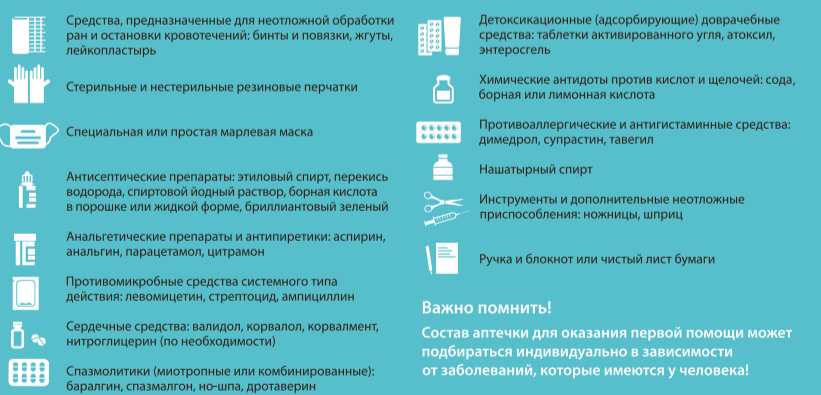 Средства, предназначенные для неотложной обработки
ран и остановки кровотечений: бинты и повязки, жгуты,
лейкопластырь
Стерильные и нестерильные резиновые перчатки
Специальная или простая марлевая маска
Антисептические препараты: этиловый спирт, перекись
водорода, спиртовой йодный раствор, борная кислота
в порошке или жидкой форме, бриллиантовый зеленый
Анальгетические препараты и антипиретики: аспирин,
анальгин, парацетамол, цитрамон
Противомикробные средства системного типа
действия: левомицетин, стрептоцид, ампициллин
Сердечные средства: валидол, корвалол, корвалмент,
нитроглицерин (по необходимости)
Спазмолитики (миотропные или комбинированные):
баралгин, спазмалгон, но-шпа, дротаверин
Детоксикационные (адсорбирующие) доврачебные
средства: таблетки активированного угля, атоксил,
энтеросгель
Химические антидоты против кислот и щелочей: сода,
борная или лимонная кислота
Противоаллергические и антигистаминные средства:
димедрол, супрастин, тавегил
Нашатырный спирт
Инструменты и дополнительные неотложные
приспособления: ножницы, шприц
Ручка и блокнот или чистый лист бумаги
Важно помнить!
Состав аптечки для оказания первой помощи может
подбираться индивидуально в зависимости
от заболеваний, которые имеются у человека!